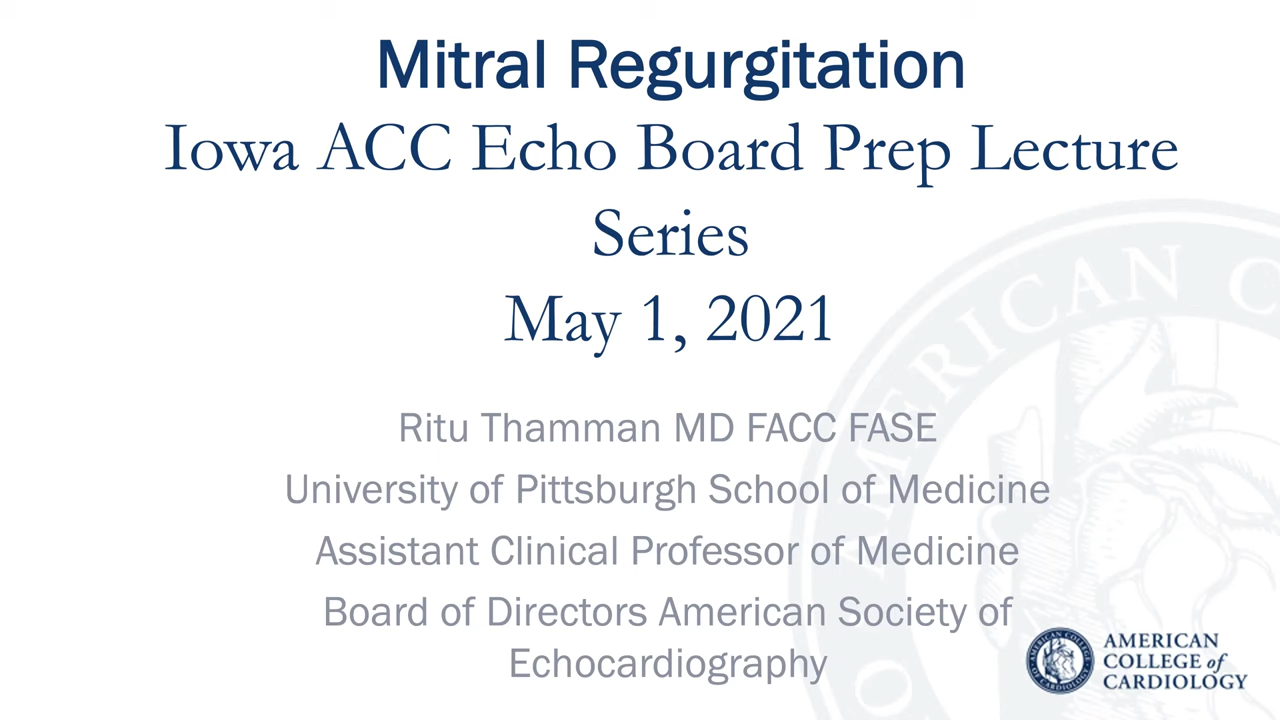 Mitral Regurgitation
Iowa ACC Echo Board Prep Lecture
Series
May 1, 2021
Ritu Thamman MD FACC FASE
University of Pittsburgh School of Medicine
Assistant Clinical Professor of Medicine
Board of Directors American Society of
Echocardiography
AMERICAN
COLLEGE of
CARDIOLOGY